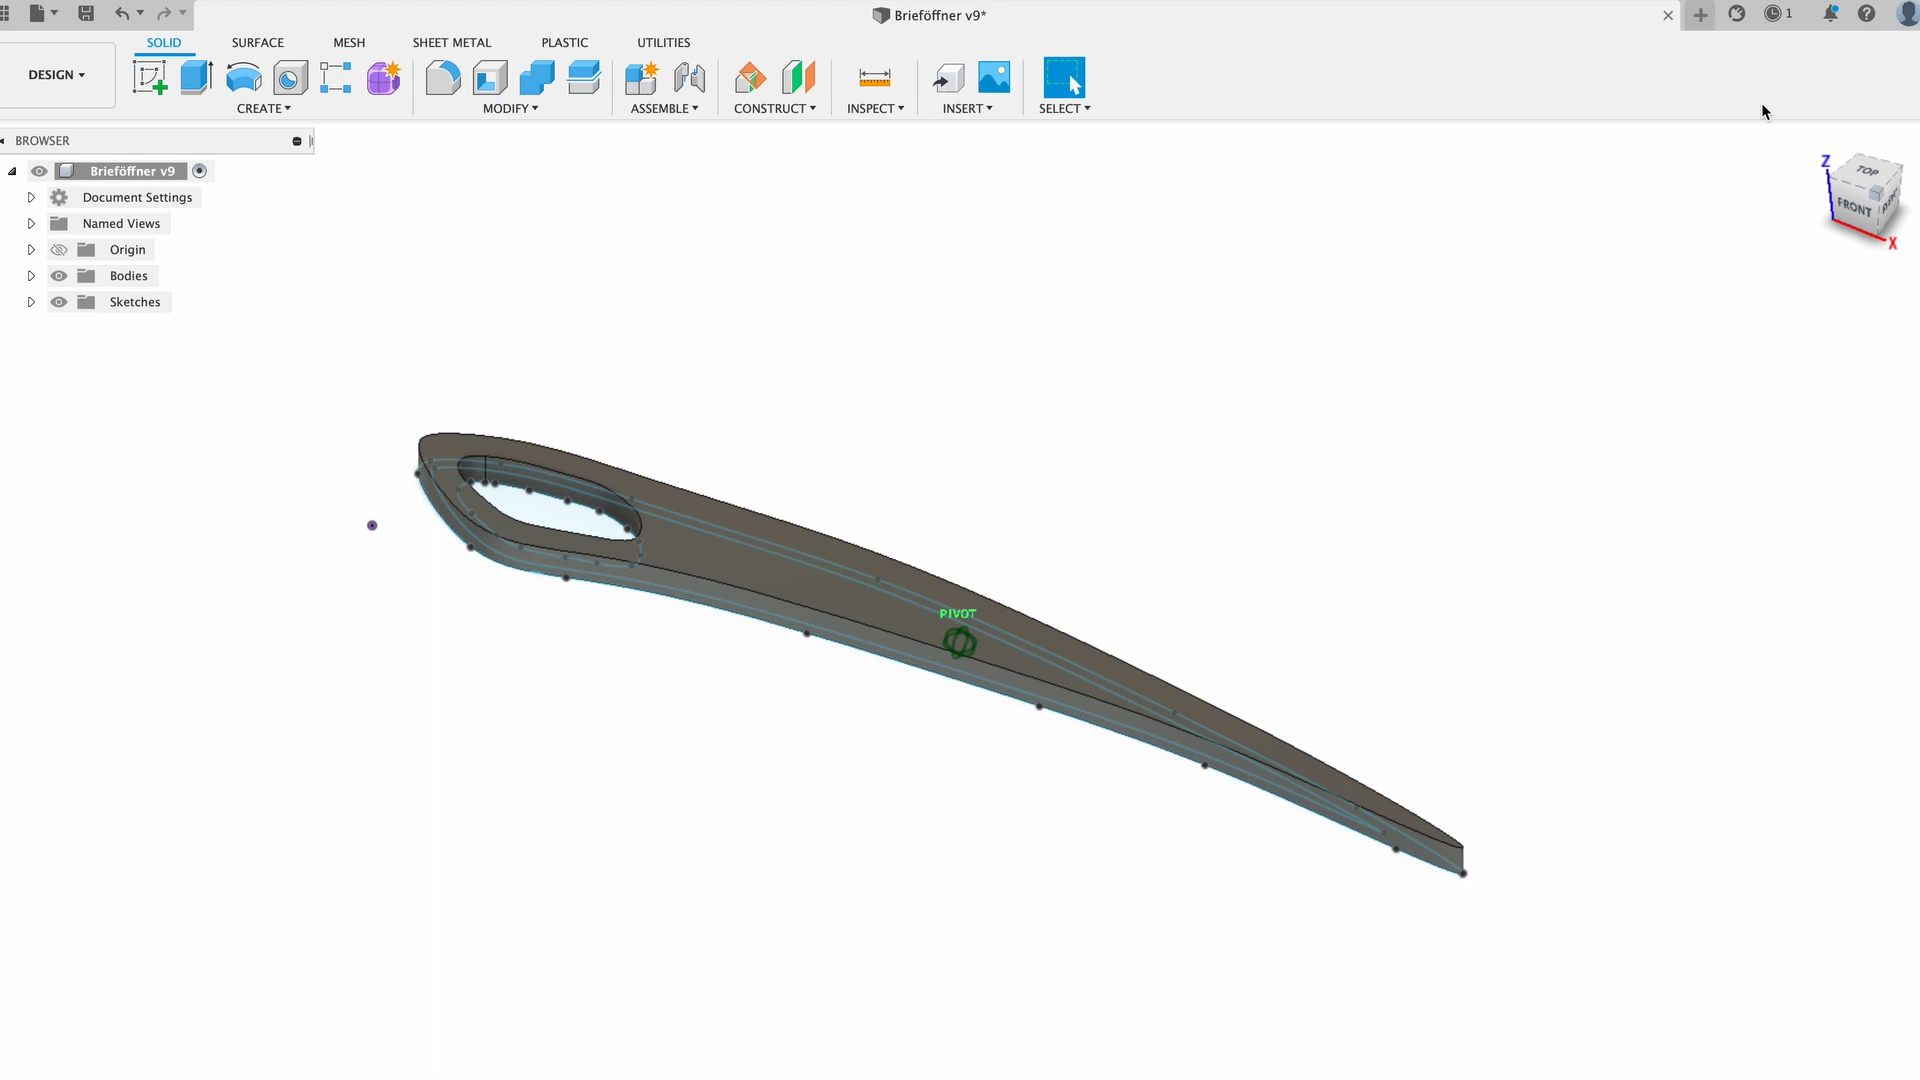 Brieföffner v9*
1
SOLID
SURFACE
MESH
SHEET METAL
PLASTIC
UTILITIES
DESIGN
CREATE
MODIFY
ASSEMBLE
CONSTRUCT
INSPECT
INSERT
SELECT
BROWSER
Brieföffner v9
Document Settings
Named Views
Origin
Bodies
Sketches
Z
TOP
FRONT
X
PIVOT